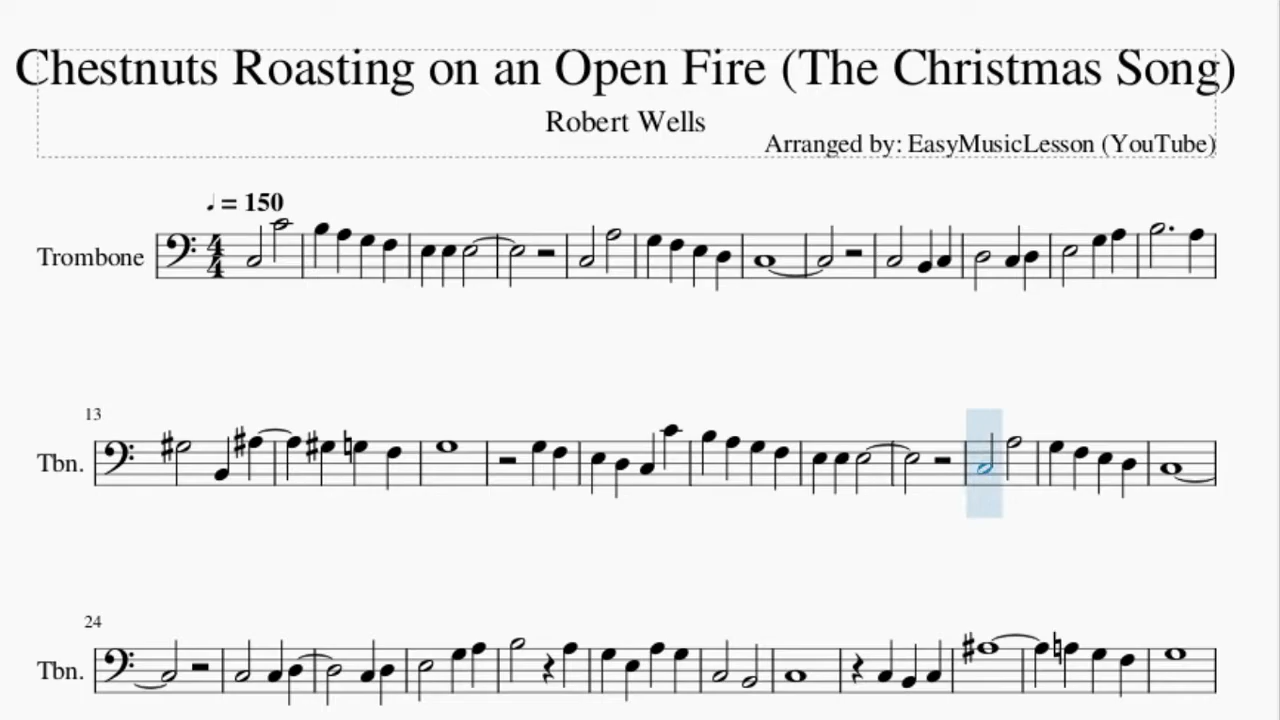 Chestnuts Roasting on an Open Fire (The Christmas Song)
Robert Wells
Arranged by: EasyMusicLesson (YouTube)
♩ = 150
Trombone
4
4
13
Tbn.
24
Tbn.